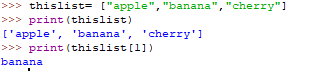 >>> thislist= ["apple","banana","cherry"]
>>> print(thislist)
['apple', 'banana', 'cherry']
>>> print(thislist[1])
banana